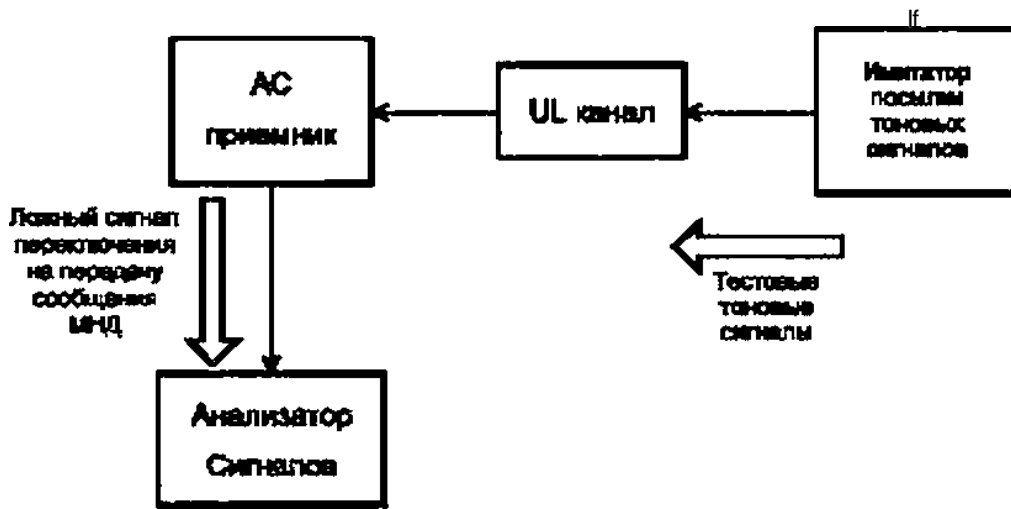 If
АС
приемник
UL канал
Имитатор
посылки
тоновых
сигналов
Ложный сигнал
переключения
на передачу
сообщения
МНД
Тестовые
тоновые
сигналы
Анализатор
Сигналов